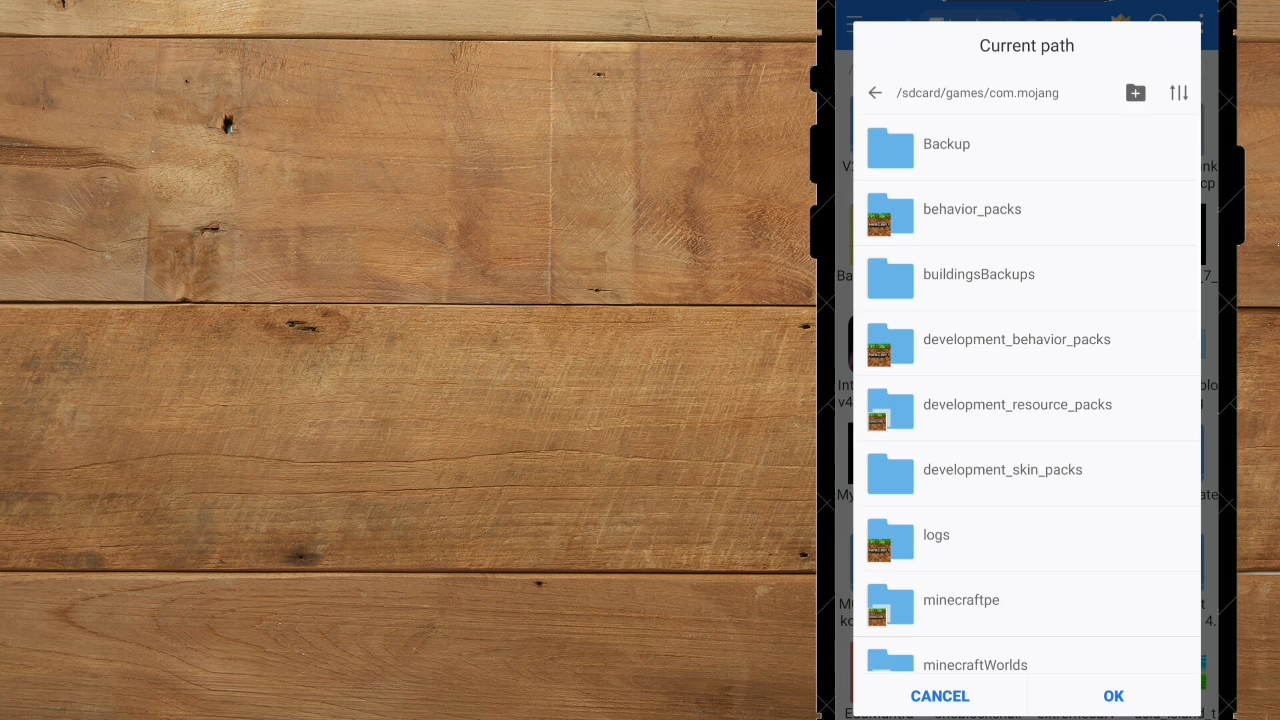 Current path
/sdcard/games/com.mojang
Backup
behavior_packs
buildingsBackups
development_behavior_packs
development_resource_packs
development_skin_packs
logs
minecraftpe
minecraftWorlds
CANCEL
OK